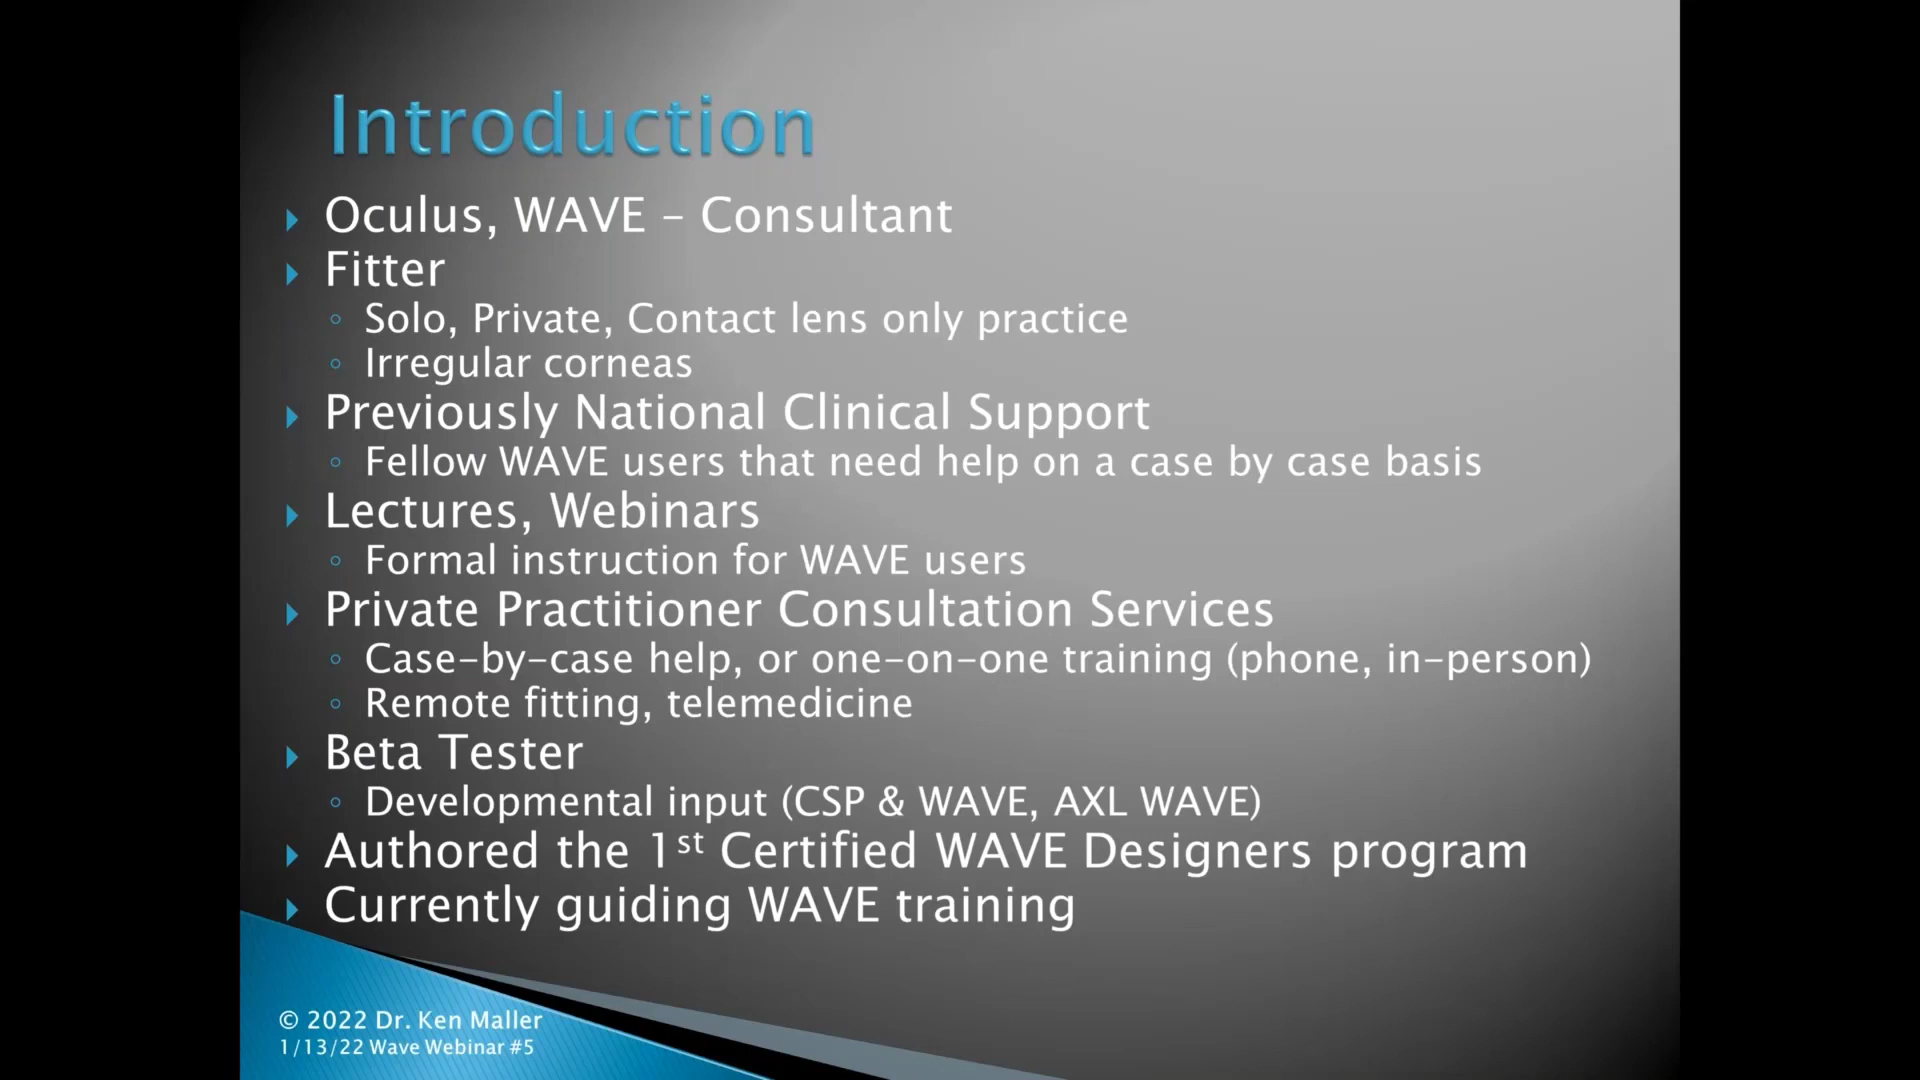 Introduction
Oculus, WAVE – Consultant
Fitter
Solo, Private, Contact lens only practice
Irregular corneas
Previously National Clinical Support
Fellow WAVE users that need help on a case by case basis
Lectures, Webinars
Formal instruction for WAVE users
Private Practitioner Consultation Services
Case-by-case help, or one-on-one training (phone, in-person)
Remote fitting, telemedicine
Beta Tester
Developmental input (CSP & WAVE, AXL WAVE)
Authored the 1st Certified WAVE Designers program
Currently guiding WAVE training
© 2022 Dr. Ken Maller
1/13/22 Wave Webinar #5